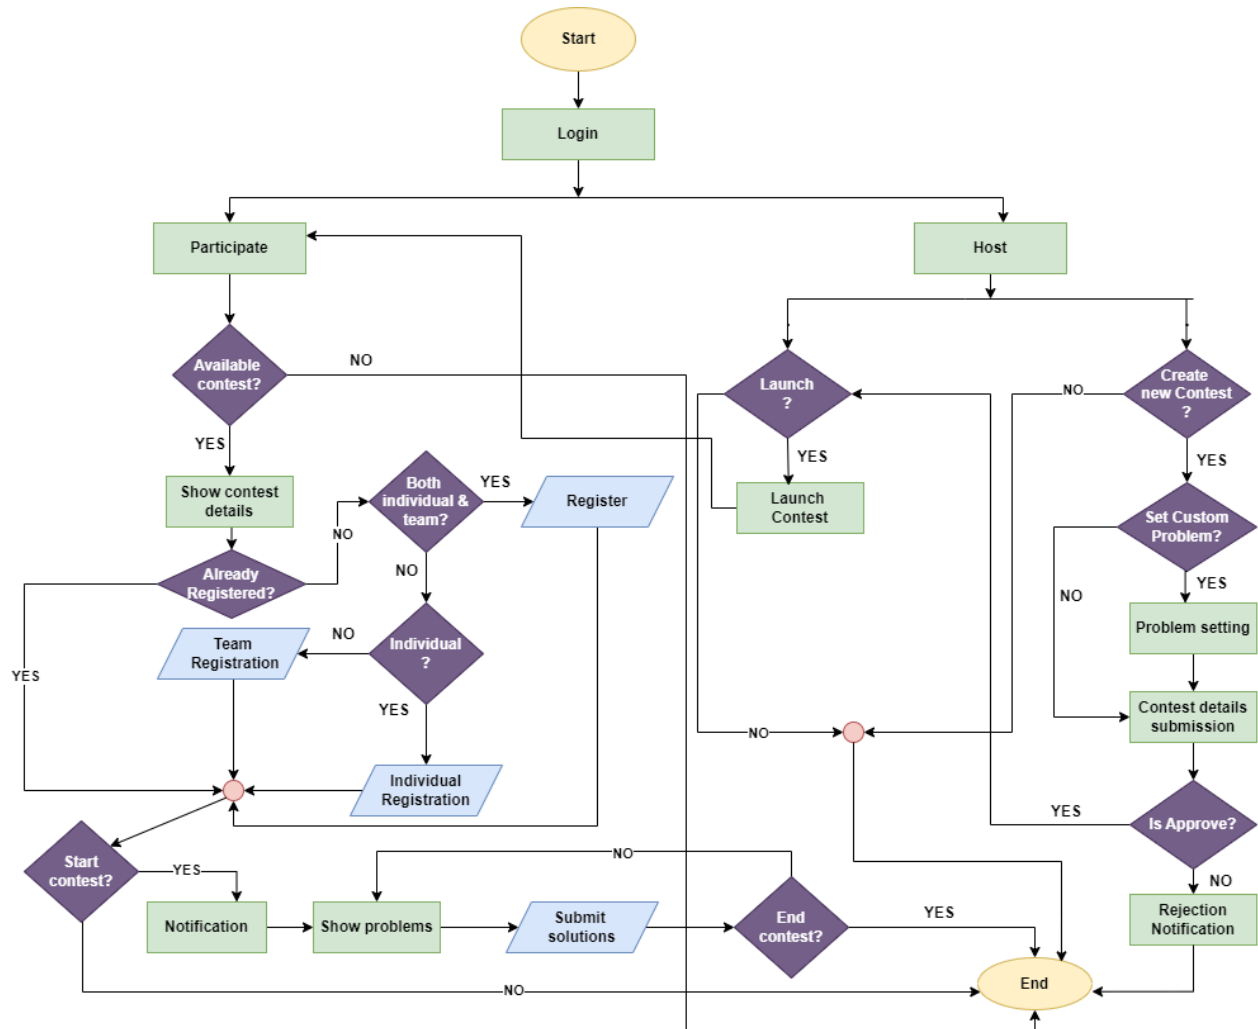 Start
Login
Participate
Host
Available
contest?
NO
YES
Launch
?
YES
Create
new Contest
?
NO
YES
Show contest
details
Both
individual &
team?
YES
Register
Launch
Contest
Set Custom
Problem?
NO
YES
Already
Registered?
NO
YES
NO
Individual
?
NO
YES
Team
Registration
Individual
Registration
Problem setting
Contest details
submission
NO
Is Approve?
YES
NO
Start
contest?
YES
NO
Notification
Show problems
Submit
solutions
End
contest?
NO
YES
Rejection
Notification
End